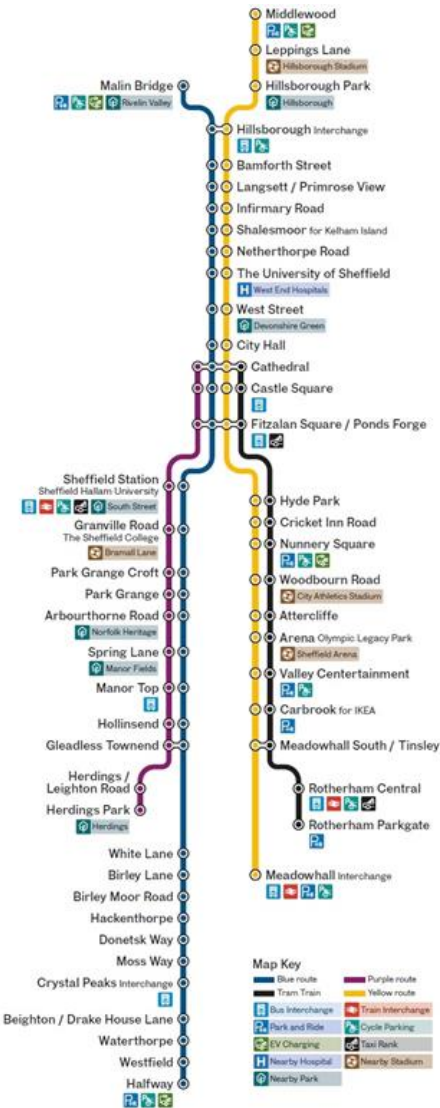 Middlewood
Leppings Lane
Hillsborough Stadium
Malin Bridge
Rivelin Valley
Hillsborough Park
Hillsborough
Hillsborough Interchange
Bamforth Street
Langsett / Primrose View
Infirmary Road
Shalesmoor for Kelham Island
Netherthorpe Road
The University of Sheffield
H West End Hospitals
West Street
Devonshire Green
City Hall
Cathedral
Castle Square
Fitzalan Square / Ponds Forge
Sheffield Station
Sheffield Hallam University
South Street
Granville Road
The Sheffield College
Bramall Lane
Park Grange Croft
Park Grange
Arbourthorne Road
Norfolk Heritage
Spring Lane
Manor Fields
Manor Top
Hollinsend
Gleadless Townend
Herdings /
Leighton Road
Herdings Park
Herdings
Hyde Park
Cricket Inn Road
Nunnery Square
Woodbourn Road
City Athletics Stadium
Attercliffe
Arena Olympic Legacy Park
Sheffield Arena
Valley Centertainment
Carbrook for IKEA
Meadowhall South / Tinsley
Rotherham Central
Rotherham Parkgate
Meadowhall Interchange
White Lane
Birley Lane
Birley Moor Road
Hackenthorpe
Donetsk Way
Moss Way
Crystal Peaks Interchange
Beighton / Drake House Lane
Waterthorpe
Westfield
Halfway
Map Key
Blue route
Purple route
Tram Train
Yellow route
Bus Interchange
Train Interchange
Park and Ride
Cycle Parking
EV Charging
Taxi Rank
H Nearby Hospital
Nearby Stadium
Nearby Park